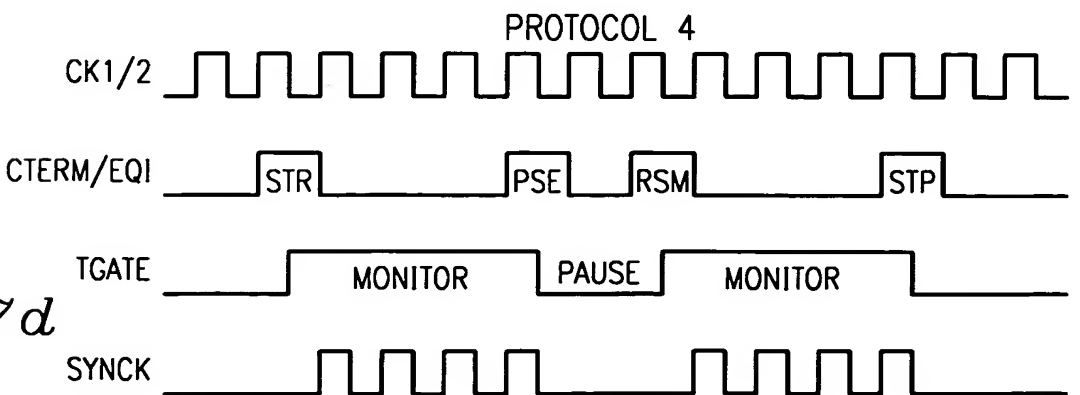 PROTOCOL 4
CK1/2
CTERM/EQI STR PSE RSM STP
TGATE MONITOR PAUSE MONITOR
d
SYNCK